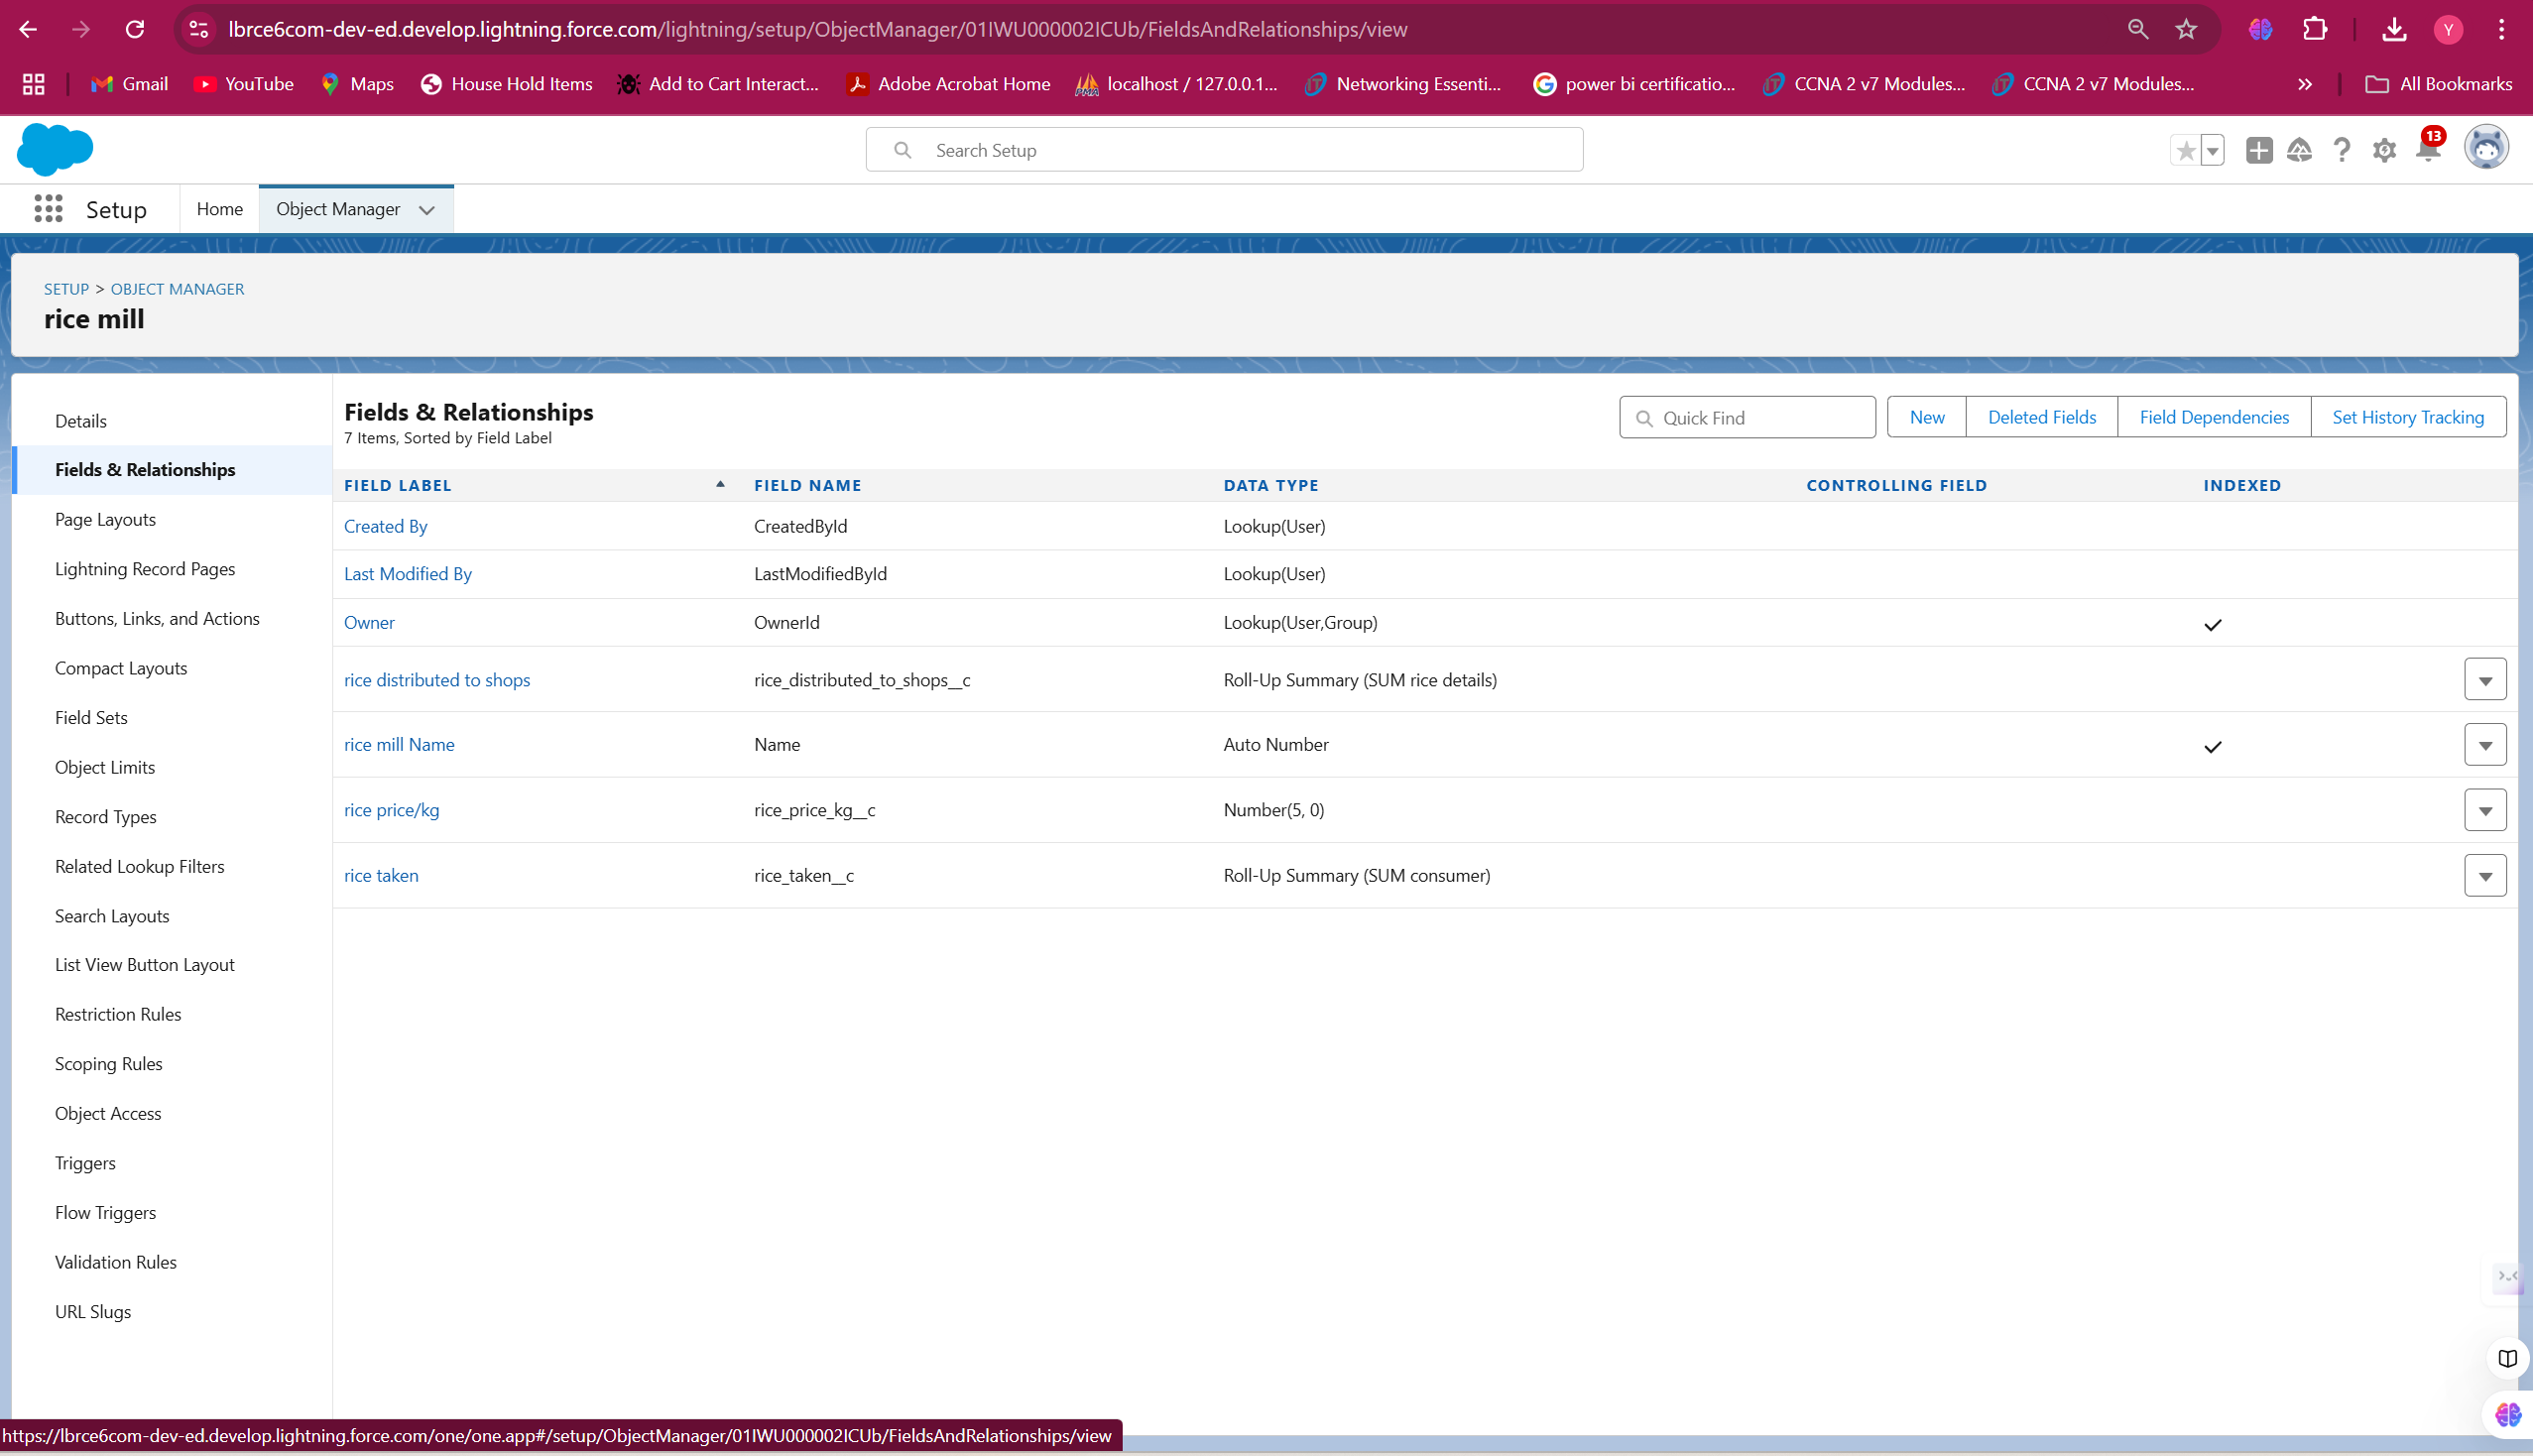 lbrce6com-dev-ed.develop.lightning.force.com/lightning/setup/ObjectManager/01IWU000002ICUb/FieldsAndRelationships/view
Y
Gmail YouTube Maps House Hold Items Add to Cart Interact... Adobe Acrobat Home localhost / 127.0.0.1... Networking Essenti... power bi certificatio... CCNA 2 v7 Modules... CCNA 2 v7 Modules... » All Bookmarks
Search Setup
13
Setup Home Object Manager
SETUP > OBJECT MANAGER
rice mill
Details
Fields & Relationships
Page Layouts
Lightning Record Pages
Buttons, Links, and Actions
Compact Layouts
Field Sets
Object Limits
Record Types
Related Lookup Filters
Search Layouts
List View Button Layout
Restriction Rules
Scoping Rules
Object Access
Triggers
Flow Triggers
Validation Rules
URL Slugs
Fields & Relationships
7 Items, Sorted by Field Label
Quick Find
New Deleted Fields Field Dependencies Set History Tracking
FIELD LABEL FIELD NAME DATA TYPE CONTROLLING FIELD INDEXED
Created By CreatedById Lookup(User)
Last Modified By LastModifiedById Lookup(User)
Owner OwnerId Lookup(User,Group)
rice distributed to shops rice_distributed_to_shops__c Roll-Up Summary (SUM rice details)
rice mill Name Name Auto Number
rice price/kg rice_price_kg__c Number(5, 0)
rice taken rice_taken__c Roll-Up Summary (SUM consumer)
https://lbrce6com-dev-ed.develop.lightning.force.com/one/one.app#/setup/ObjectManager/01IWU000002ICUb/FieldsAndRelationships/view